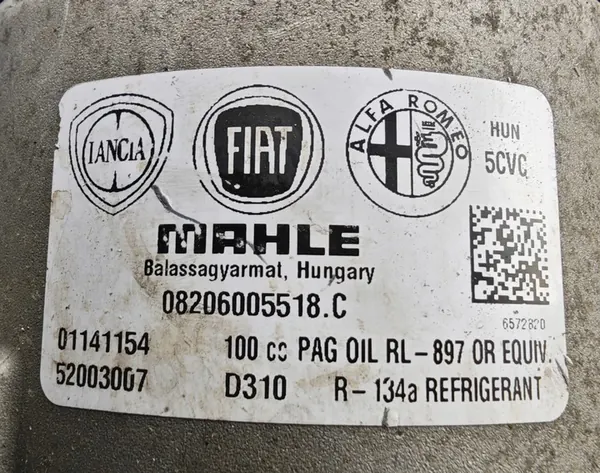 LANCIA
FIAT
ALFA ROMEO
HUN
5CVC
MAHLE
Balassagyarmat, Hungary
08206005518.C
6572820
01141154 100 cc PAG OIL RL-897 OR EQUIV.
52003007 D310 R-134a REFRIGERANT